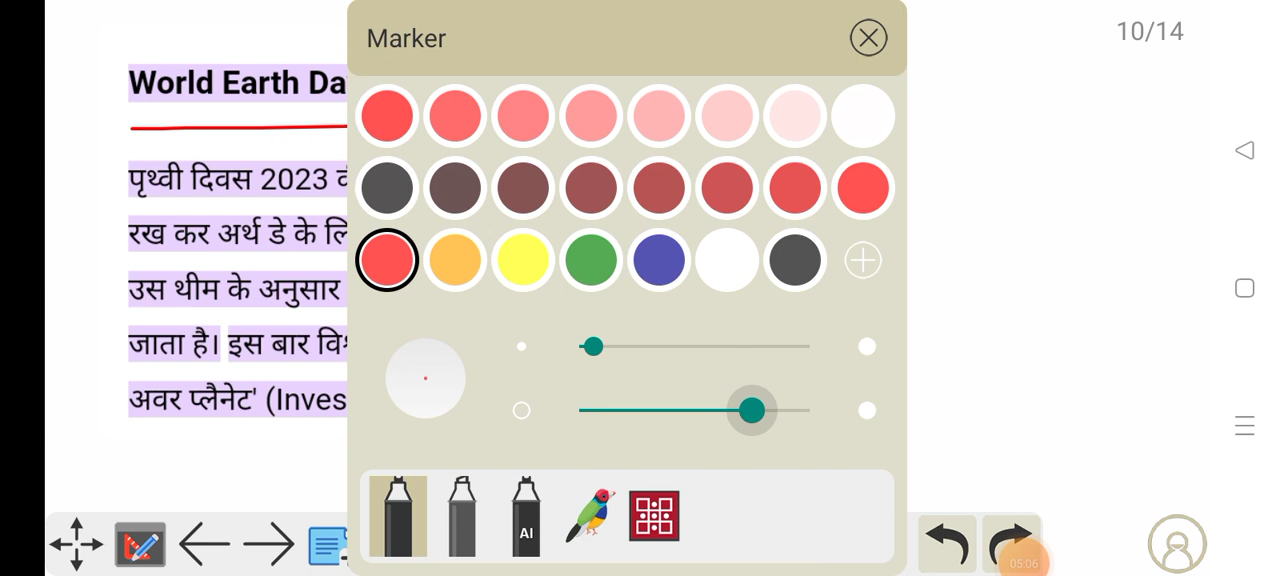 Marker
10/14
World Earth Da
पृथ्वी दिवस 2023 व
रख कर अर्थ डे के लि
उस थीम के अनुसार
जाता है। इस बार
अवर प्लैनेट' (Inves
AI
05:06